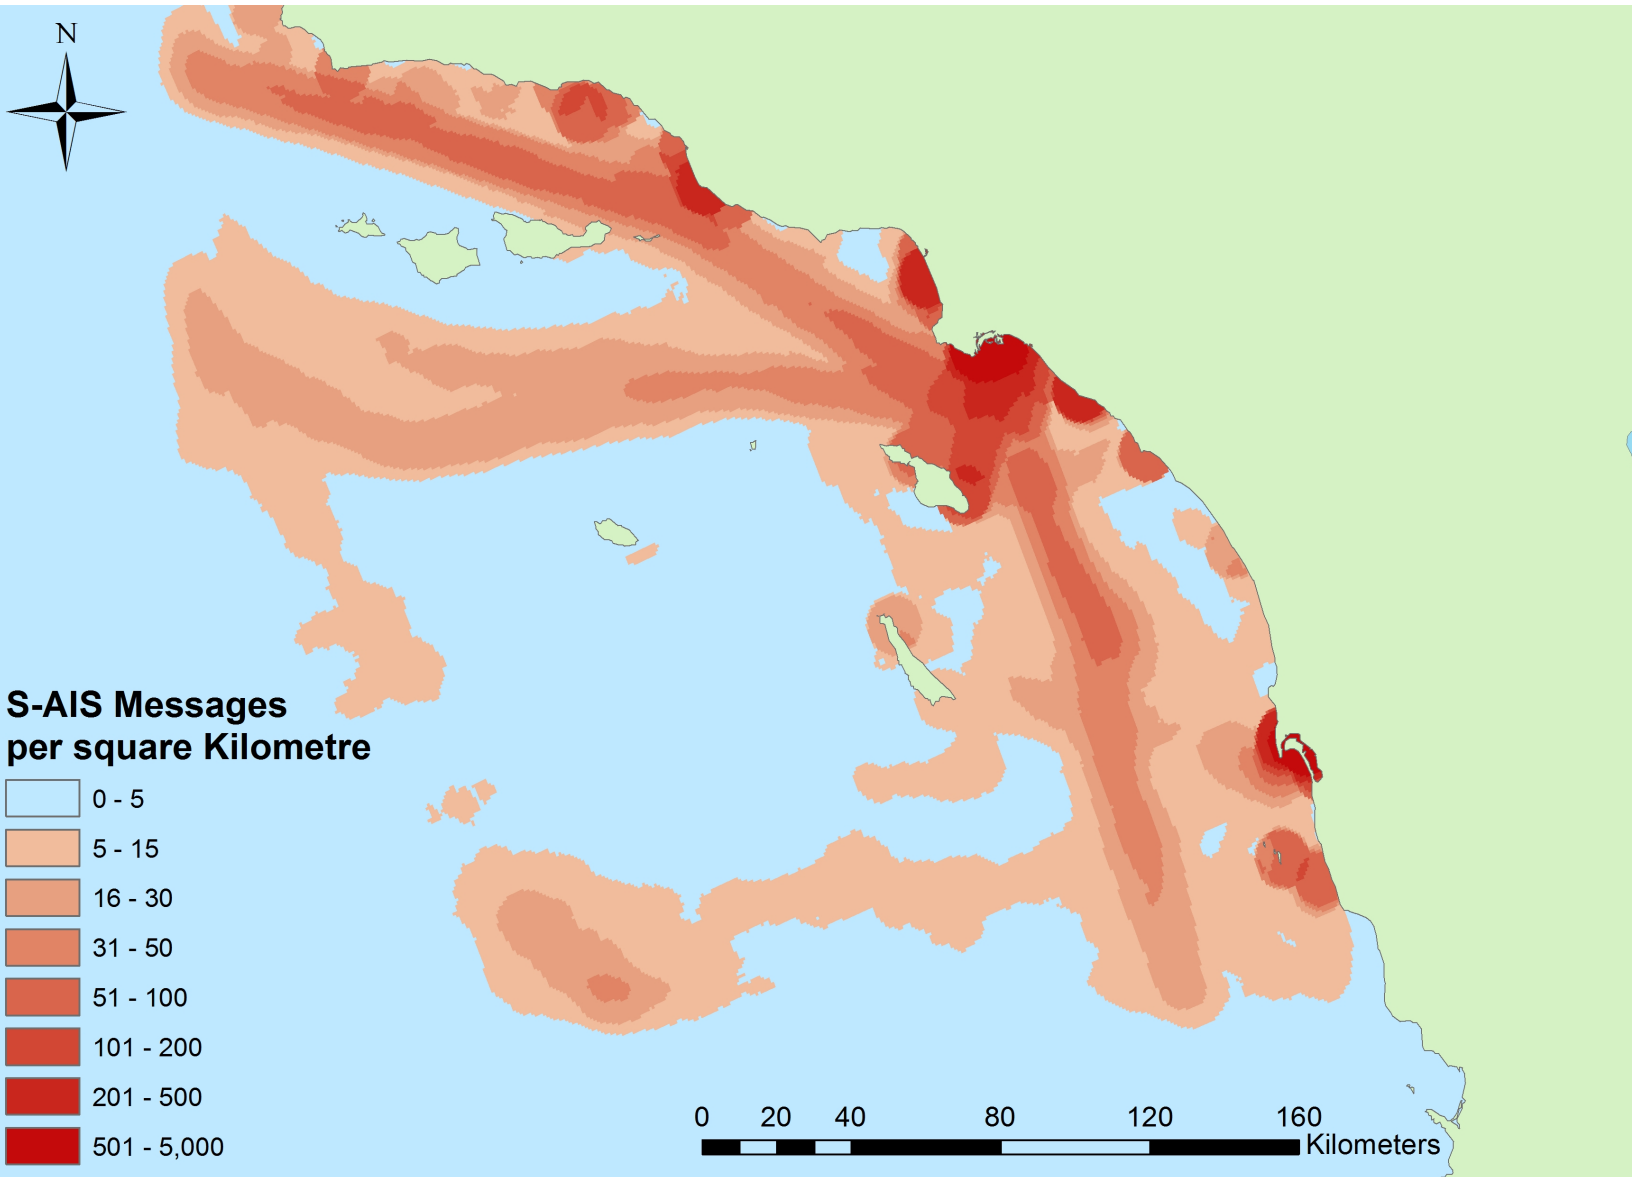 N
S-AIS Messages
per square Kilometre
0 - 5
5 - 15
16 - 30
31 - 50
51 - 100
101 - 200
201 - 500
501 - 5,000
0 20 40 80 120 160
Kilometers